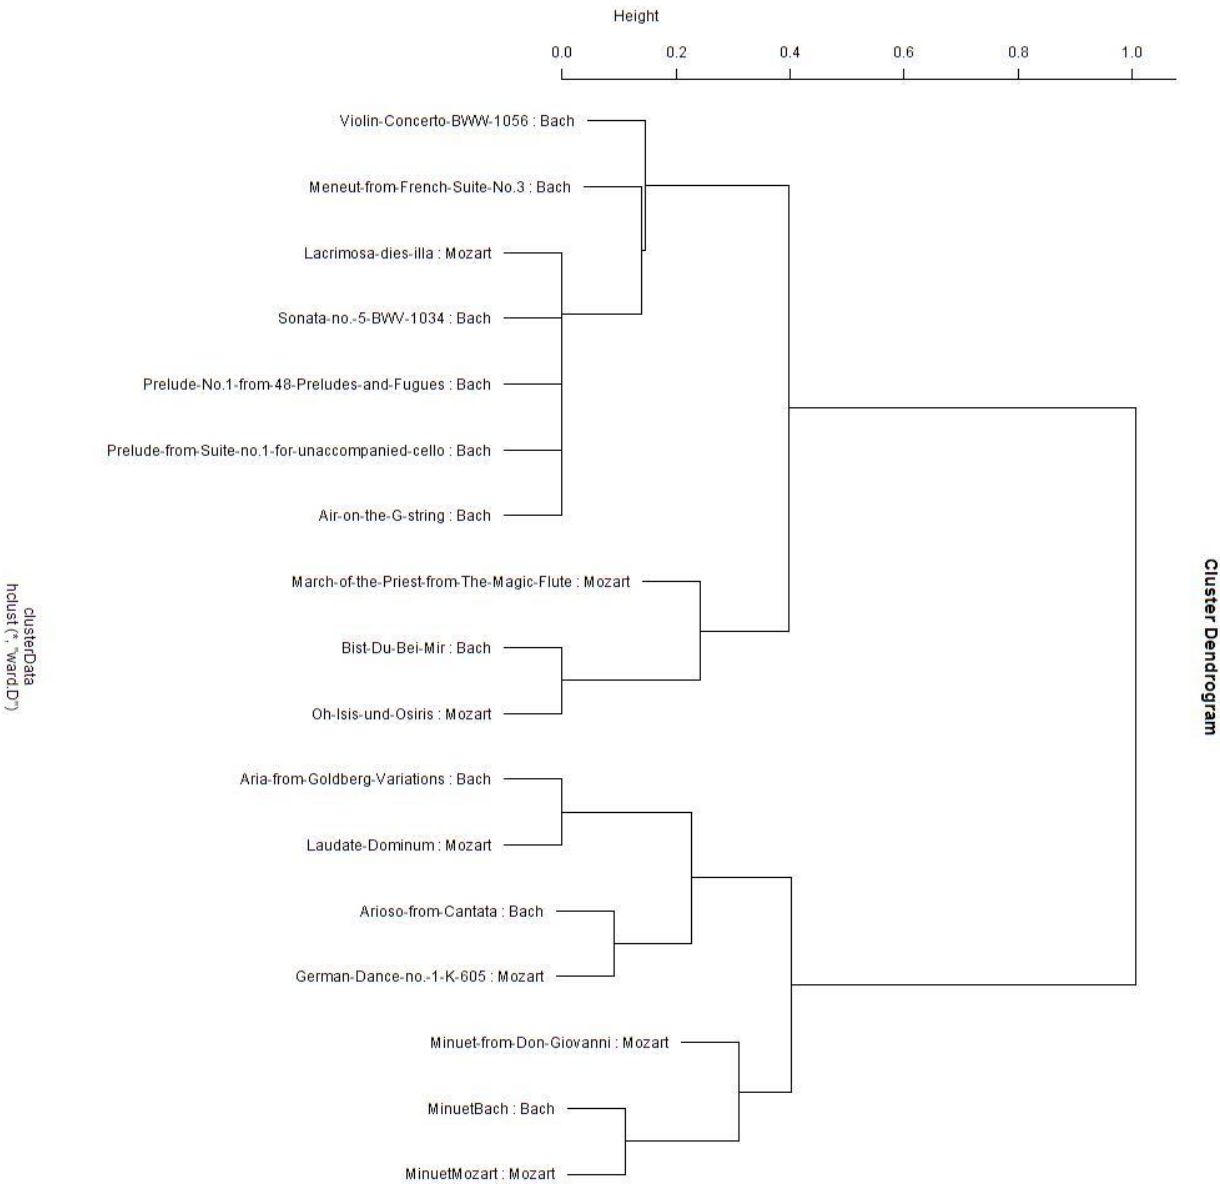 Height
0.0 0.2 0.4 0.6 0.8 1.0
Violin-Concerto-BWW-1056 : Bach
Meneut-from-French-Suite-No.3 : Bach
Lacrimosa-dies-illa : Mozart
Sonata-no.-5-BWV-1034 : Bach
Prelude-No.1-from-48-Preludes-and-Fugues : Bach
Prelude-from-Suite-no.1-for-unaccompanied-cello : Bach
Air-on-the-G-string : Bach
March-of-the-Priest-from-The-Magic-Flute : Mozart
Bist-Du-Bei-Mir : Bach
Oh-Isis-und-Osiris : Mozart
Aria-from-Goldberg-Variations : Bach
Laudate-Dominum : Mozart
Arioso-from-Cantata : Bach
German-Dance-no.-1-K-605 : Mozart
Minuet-from-Don-Giovanni : Mozart
MinuetBach : Bach
MinuetMozart : Mozart
Cluster Dendrogram
clusterData
hclust (*, "ward.D")